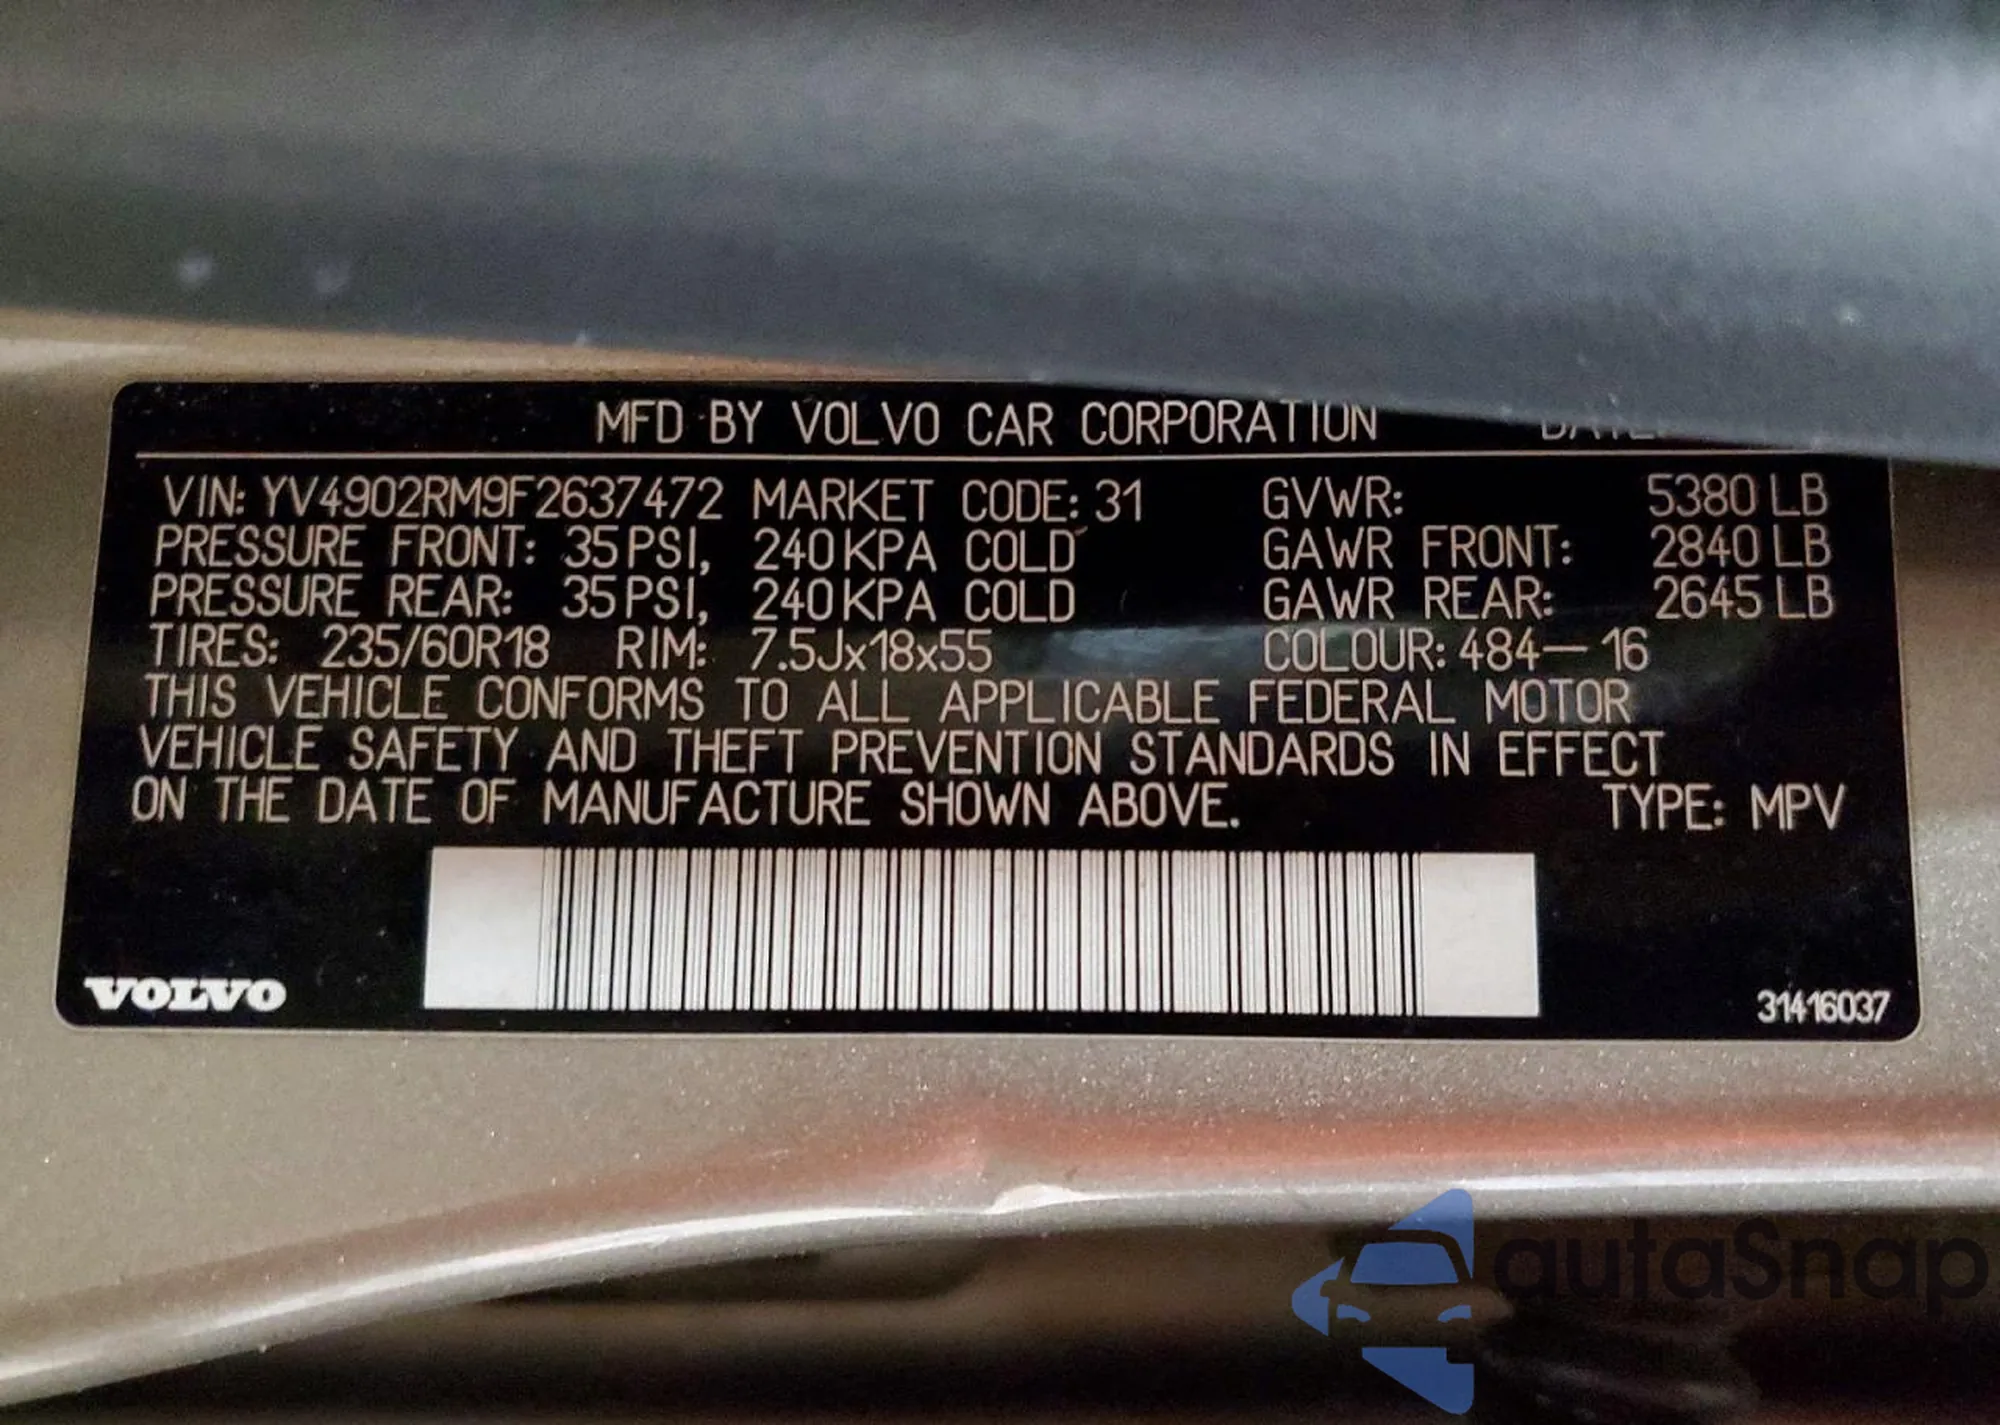 MFD BY VOLVO CAR CORPORATION
VIN: YV4902RM9F2637472 MARKET CODE: 31 GVWR: 5380 LB
PRESSURE FRONT: 35 PSI, 240 KPA COLD GAWR FRONT: 2840 LB
PRESSURE REAR: 35 PSI, 240 KPA COLD GAWR REAR: 2645 LB
TIRES: 235/60R18 RIM: 7.5Jx18x55 COLOUR: 484-16
THIS VEHICLE CONFORMS TO ALL APPLICABLE FEDERAL MOTOR
VEHICLE SAFETY AND THEFT PREVENTION STANDARDS IN EFFECT
ON THE DATE OF MANUFACTURE SHOWN ABOVE. TYPE: MPV
VOLVO
31416037
autaSnap